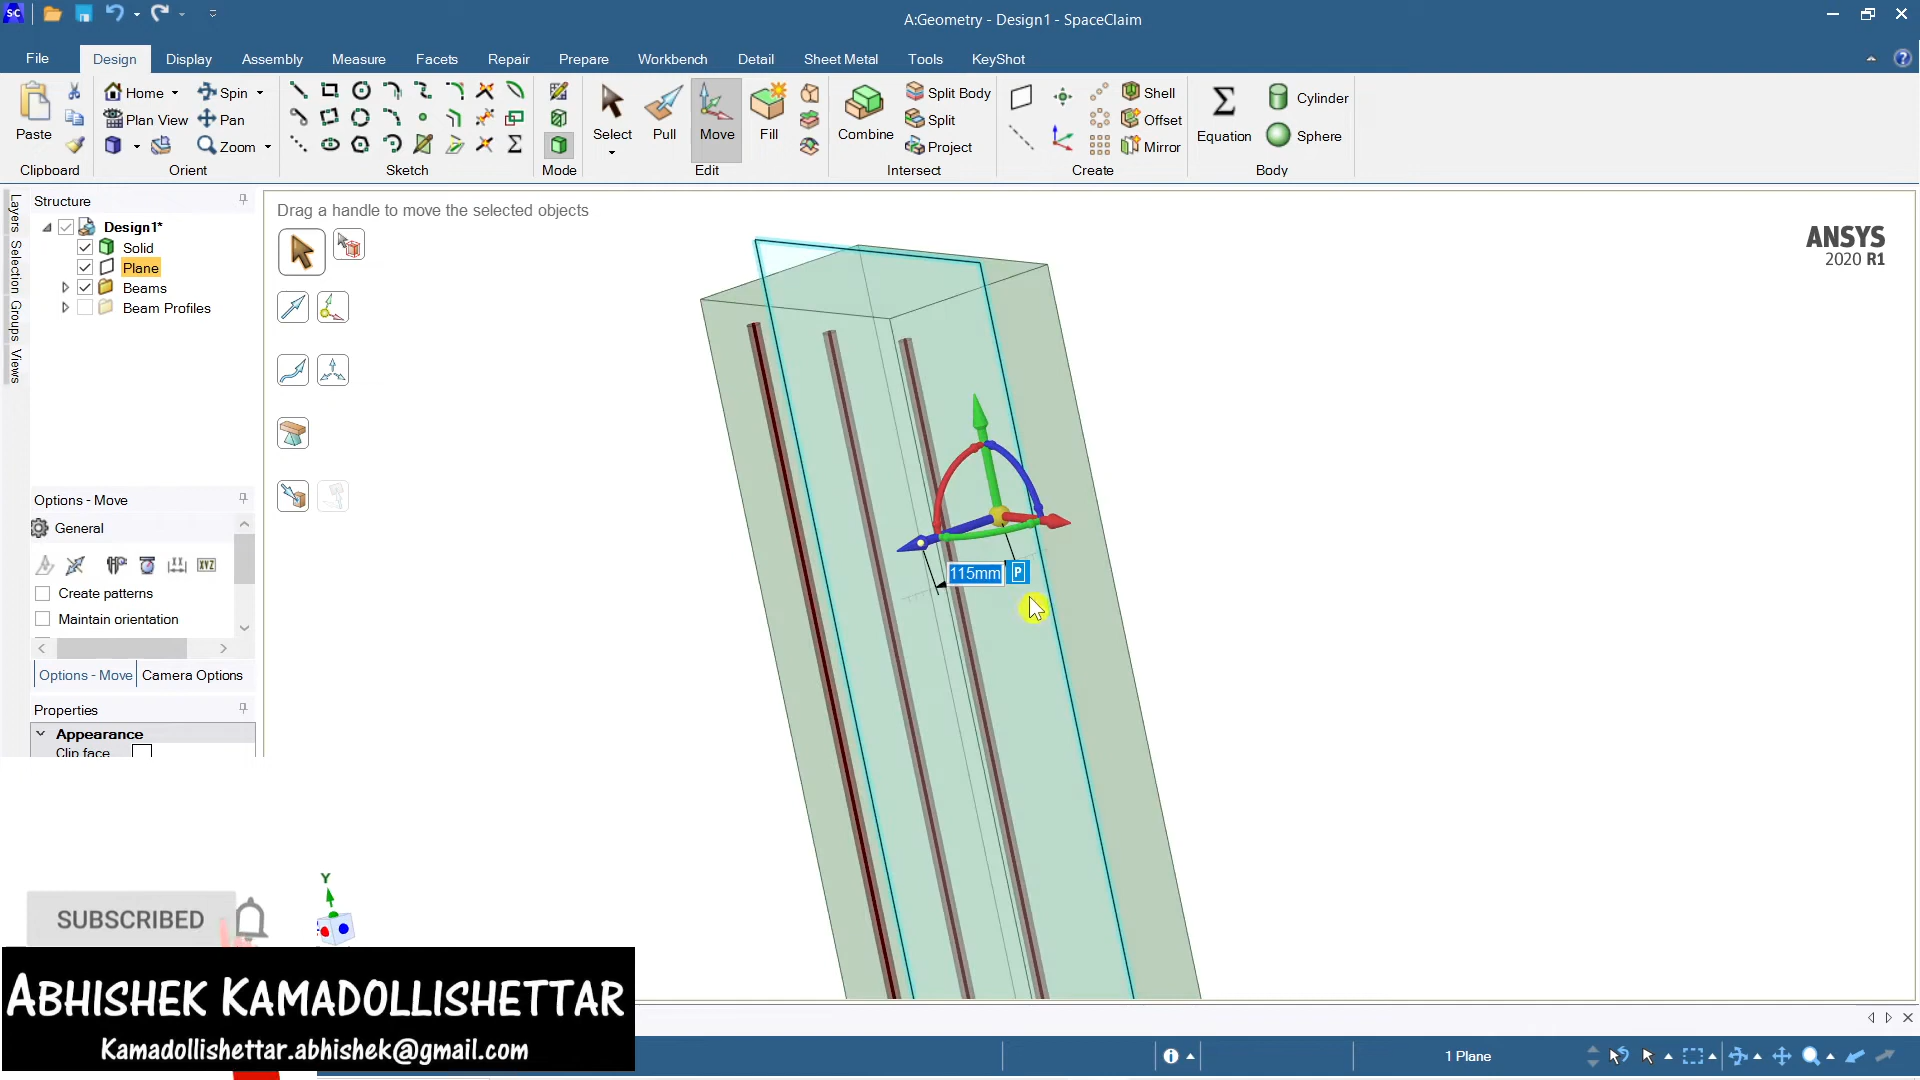 A:Geometry - Design1 - SpaceClaim
File Design Display Assembly Measure Facets Repair Prepare Workbench Detail Sheet Metal Tools KeyShot
Home Spin Shell Split Body Cylinder
Plan View Pan Split Offset
Paste Zoom Select Pull Move Fill Combine Project Mirror Equation Sphere
Clipboard Orient Sketch Mode Edit Intersect Create Body
Structure
Layers Selection Groups Views
Drag a handle to move the selected objects
Design1*
Solid
Plane
Beams
Beam Profiles
ANSYS
2020 R1
Options - Move
General
XYZ
Create patterns
Maintain orientation
Options - Move Camera Options
Properties
Appearance
Clip face
115mm P
Y
SUBSCRIBED
ABHISHEK KAMADOLLISHETTAR
Kamadollishettar.abhishek@gmail.com
1 Plane